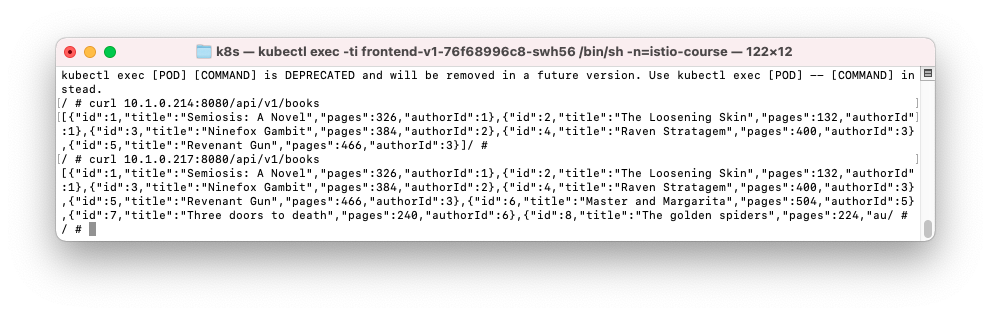 k8s — kubectl exec -ti frontend-v1-76f68996c8-swh56 /bin/sh -n=istio-course — 122×12
kubectl exec [POD] [COMMAND] is DEPRECATED and will be removed in a future version. Use kubectl exec [POD] -- [COMMAND] in
stead.
[/ # curl 10.1.0.214:8080/api/v1/books ]
[[{"id":1,"title":"Semiosis: A Novel","pages":326,"authorId":1},{"id":2,"title":"The Loosening Skin","pages":132,"authorId"
:1},{"id":3,"title":"Ninefox Gambit","pages":384,"authorId":2},{"id":4,"title":"Raven Stratagem","pages":400,"authorId":3}
,{"id":5,"title":"Revenant Gun","pages":466,"authorId":3}]/ #
[/ # curl 10.1.0.217:8080/api/v1/books ]
[{"id":1,"title":"Semiosis: A Novel","pages":326,"authorId":1},{"id":2,"title":"The Loosening Skin","pages":132,"authorId"
:1},{"id":3,"title":"Ninefox Gambit","pages":384,"authorId":2},{"id":4,"title":"Raven Stratagem","pages":400,"authorId":3}
,{"id":5,"title":"Revenant Gun","pages":466,"authorId":3},{"id":6,"title":"Master and Margarita","pages":504,"authorId":5}
,{"id":7,"title":"Three doors to death","pages":240,"authorId":6},{"id":8,"title":"The golden spiders","pages":224,"au/ #
/ #